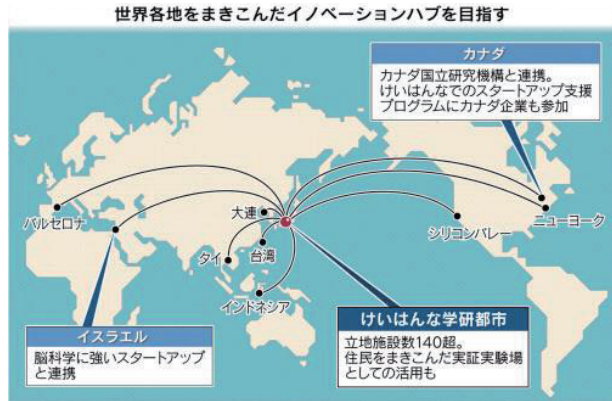 世界各地をまきこんだイノベーションハブを目指す
カナダ
カナダ国立研究機構と連携。
けいはんなでのスタートアップ支援
プログラムにカナダ企業も参加
バルセロナ
大連
タイ
台湾
インドネシア
シリコンバレー
ニューヨーク
イスラエル
脳科学に強いスタートアップ
と連携
けいはんな学研都市
立地施設数140超。
住民をまきこんだ実証実験場
としての活用も